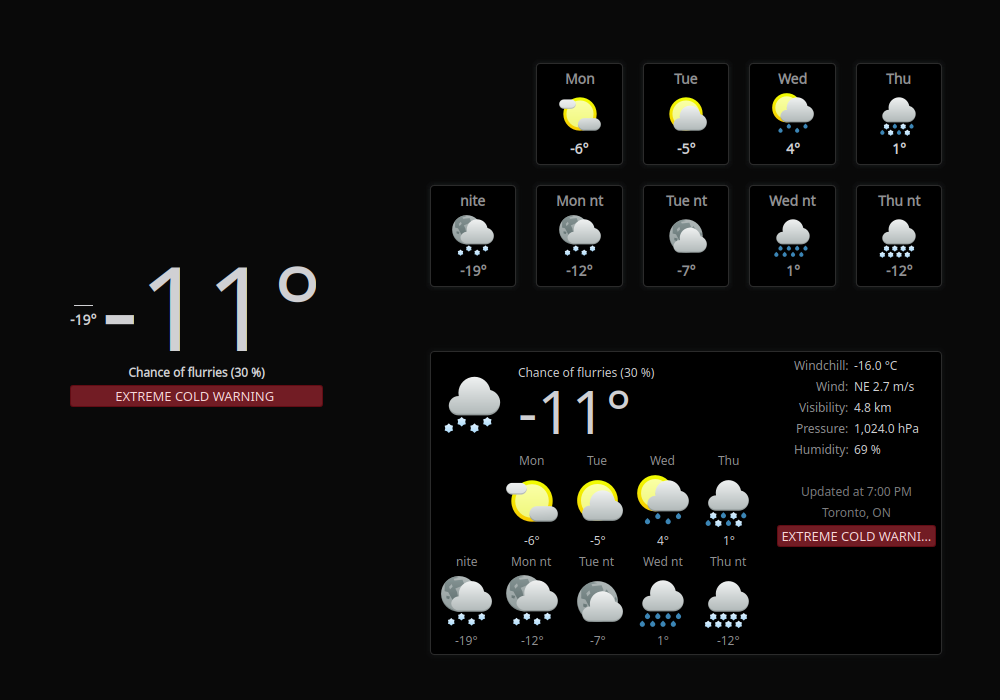 Mon Tue Wed Thu
-6° -5° 4° 1°
nite Mon nt Tue nt Wed nt Thu nt
-19° -12° -7° 1° -12°
-11°
-19°
Chance of flurries (30 %)
EXTREME COLD WARNING
Chance of flurries (30 %)
-11°
Windchill: -16.0 °C
Wind: NE 2.7 m/s
Visibility: 4.8 km
Pressure: 1,024.0 hPa
Humidity: 69 %
Updated at 7:00 PM
Toronto, ON
EXTREME COLD WARNI...
Mon Tue Wed Thu
-6° -5° 4° 1°
nite Mon nt Tue nt Wed nt Thu nt
-19° -12° -7° 1° -12°